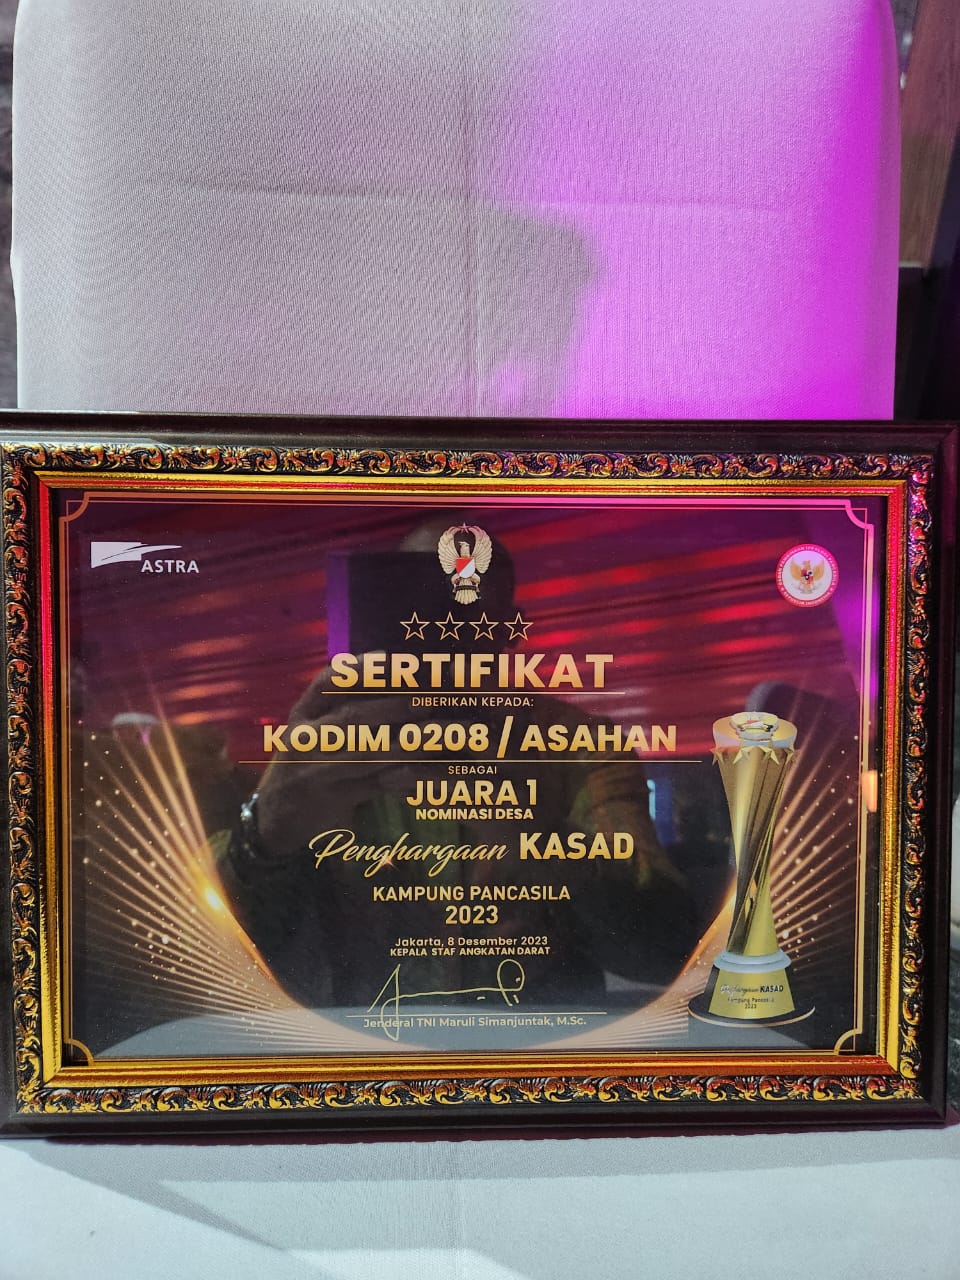 ASTRA
SERTIFIKAT
DIBERIKAN KEPADA:
KODIM 0208 / ASAHAN
SEBAGAI
JUARA 1
NOMINASI DESA
Penghargaan KASAD
KAMPUNG PANCASILA
2023
Jakarta, 8 Desember 2023
KEPALA STAF ANGKATAN DARAT
Jenderal TNI Maruli Simanjuntak, M.Sc.
Penghargaan KASAD
Kampung Pancasila
2023